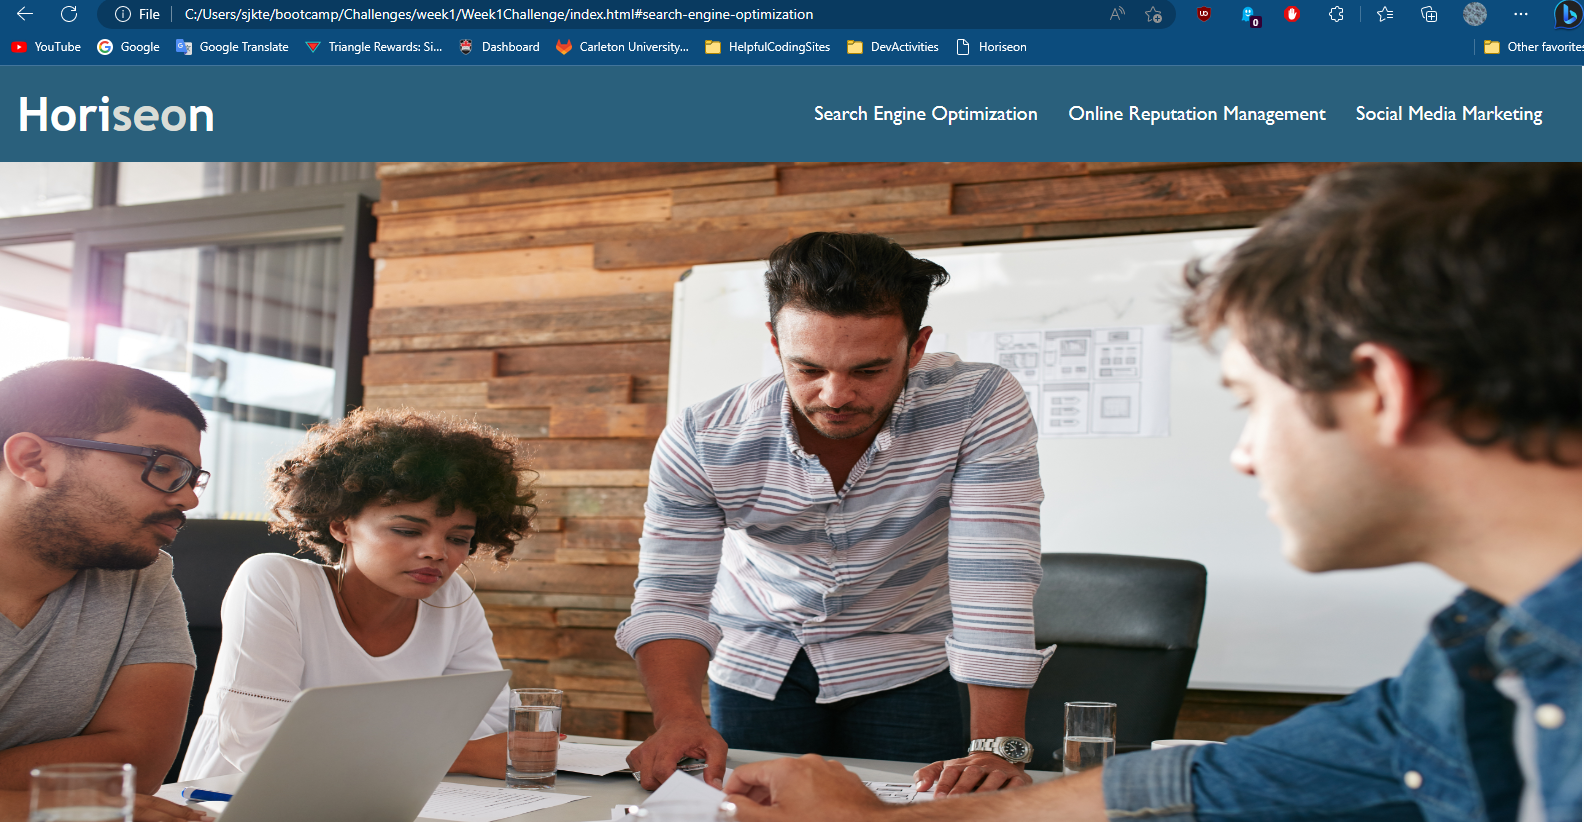 File C:/Users/sjkte/bootcamp/Challenges/week1/Week1Challenge/index.html#search-engine-optimization
0
YouTube Google Google Translate Triangle Rewards: Si... Dashboard Carleton University... HelpfulCodingSites DevActivities Horiseon Other favorites
Horiseon Search Engine Optimization Online Reputation Management Social Media Marketing